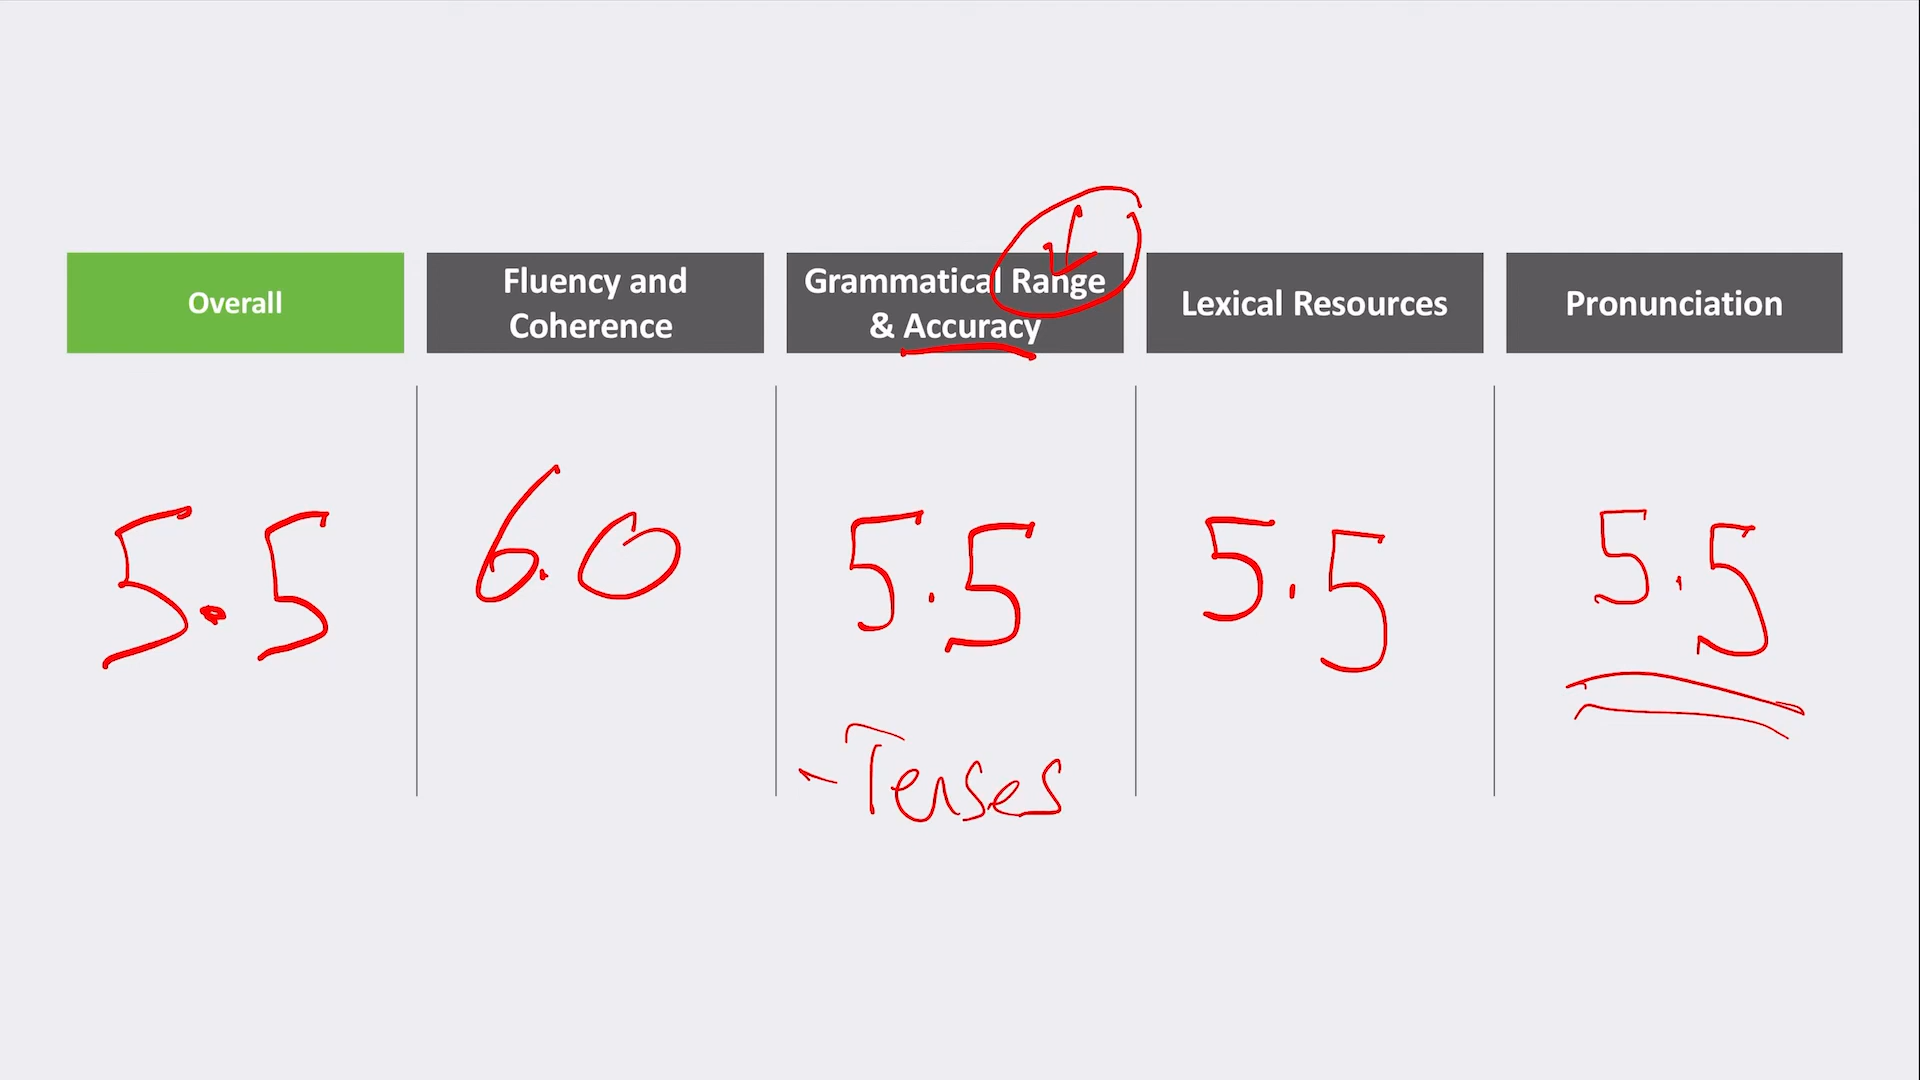 Overall
Fluency and
Coherence
Grammatical Range
& Accuracy
Lexical Resources
Pronunciation
5.5
6.0
5.5
5.5
5.5
- Tenses